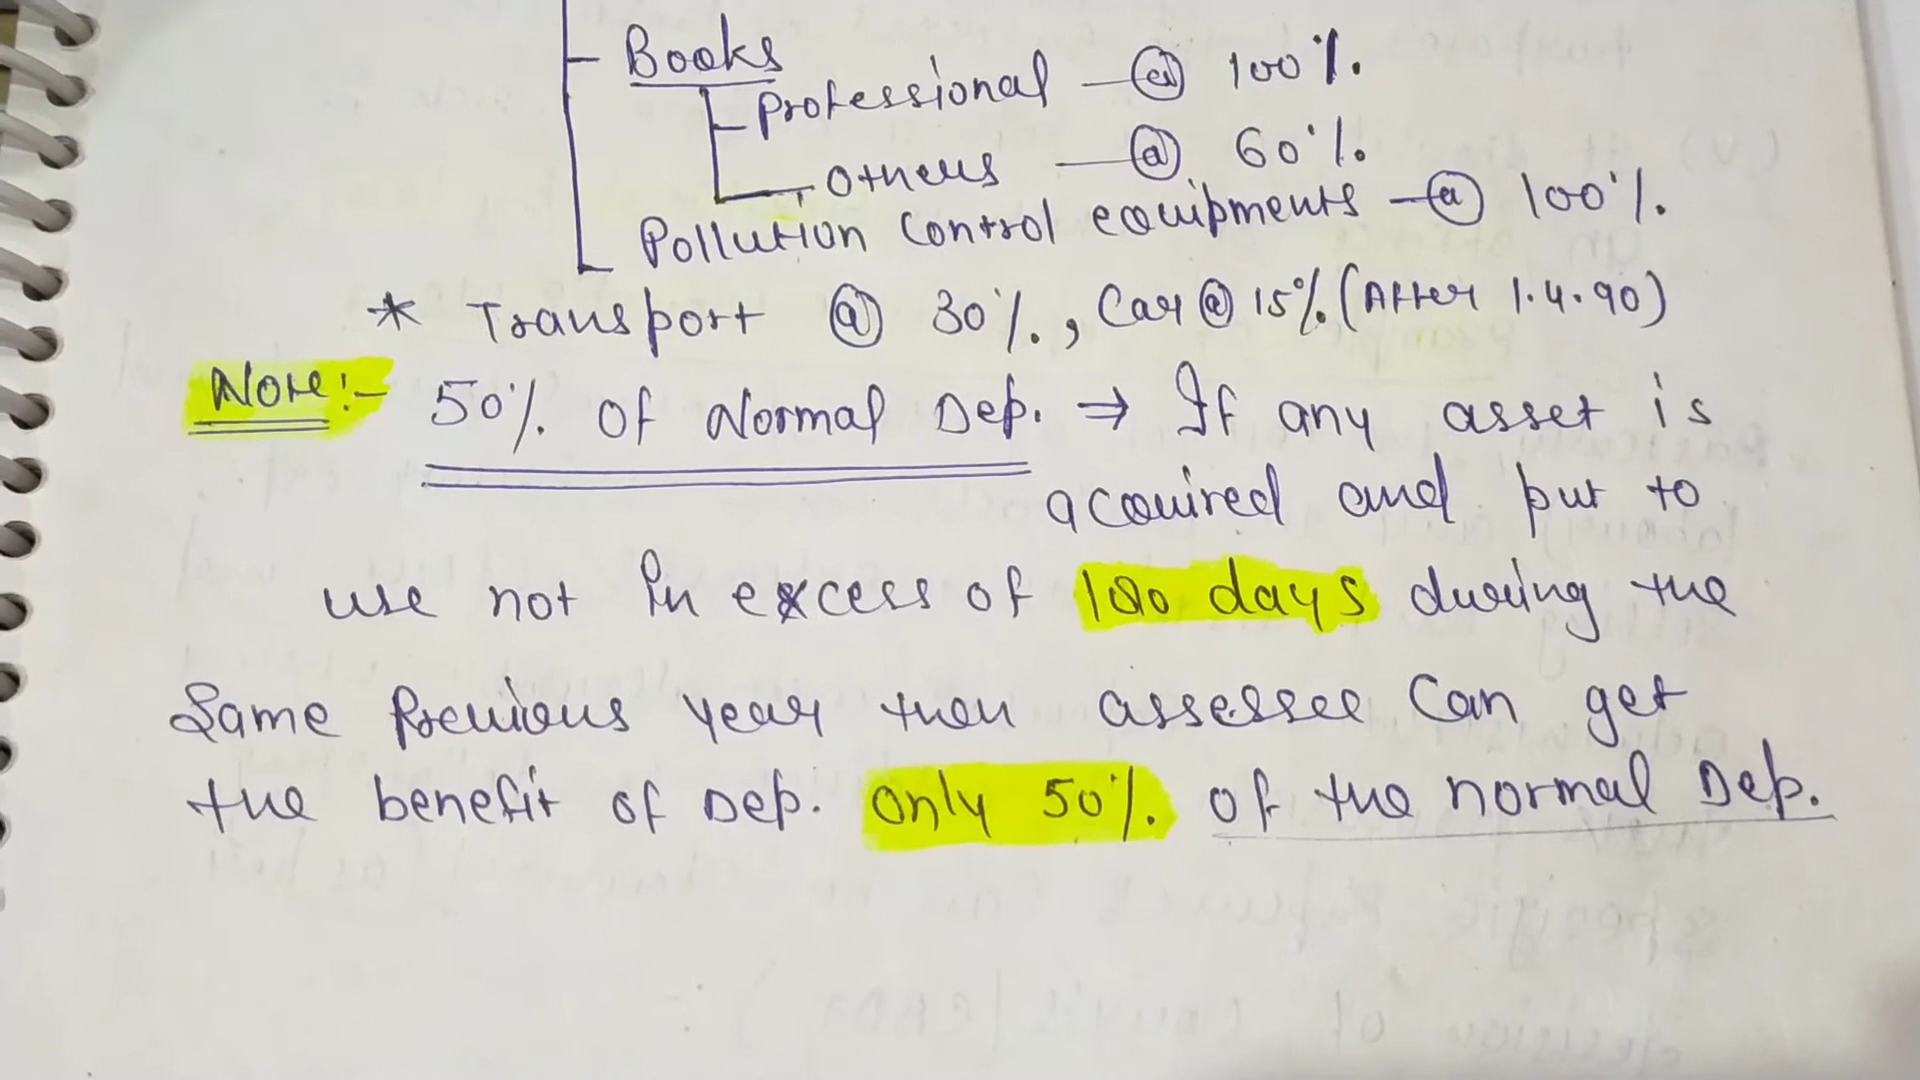 Books
Professional — @ 100%.
Others — @ 60%.
Pollution Control equipments — @ 100%.
* Transport @ 30%., Car @ 15% (After 1.4.90)
Note:- 50% of Normal Dep. ⇒ If any asset is
acquired and put to
use not in excess of 180 days during the
Same Previous year then assessee Can get
the benefit of Dep. only 50%. of the normal Dep.